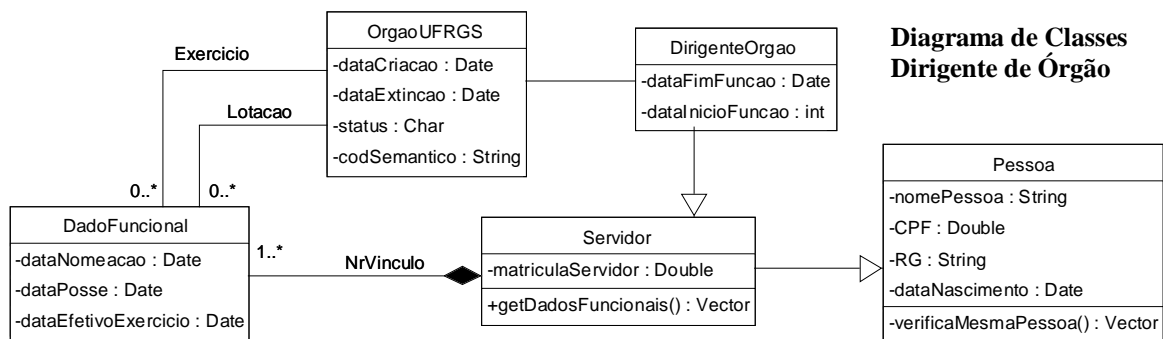 Diagrama de Classes
Dirigente de Órgão
OrgaoUFRGS
-dataCriacao : Date
-dataExtincao : Date
-status : Char
-codSemantico : String
DirigenteOrgao
-dataFimFuncao : Date
-dataInicioFuncao : int
Exercicio
Lotacao
0..*
0..*
DadoFuncional
-dataNomeacao : Date
-dataPosse : Date
-dataEfetivoExercicio : Date
1..*
NrVinculo
Servidor
-matriculaServidor : Double
+getDadosFuncionais() : Vector
Pessoa
-nomePessoa : String
-CPF : Double
-RG : String
-dataNascimento : Date
-verificaMesmaPessoa() : Vector